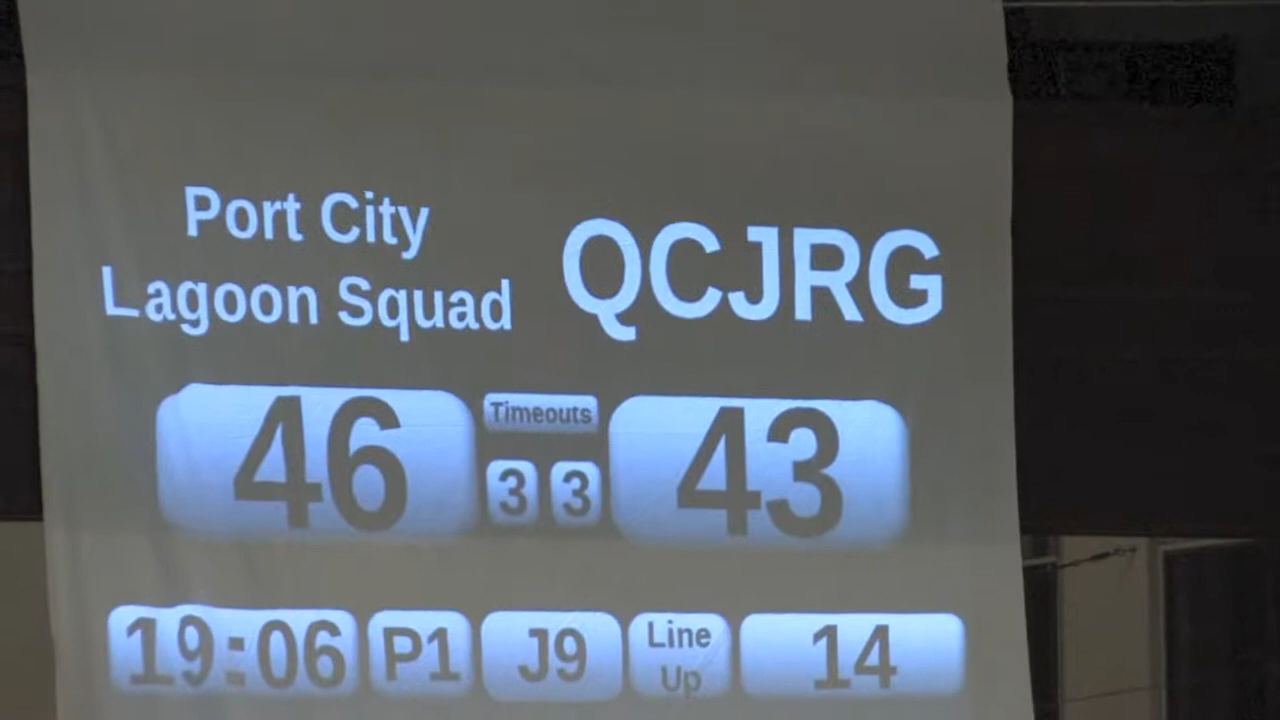 Port City
Lagoon Squad
QCJRG
46
Timeouts
3 3
43
19:06 P1 J9 Line Up 14